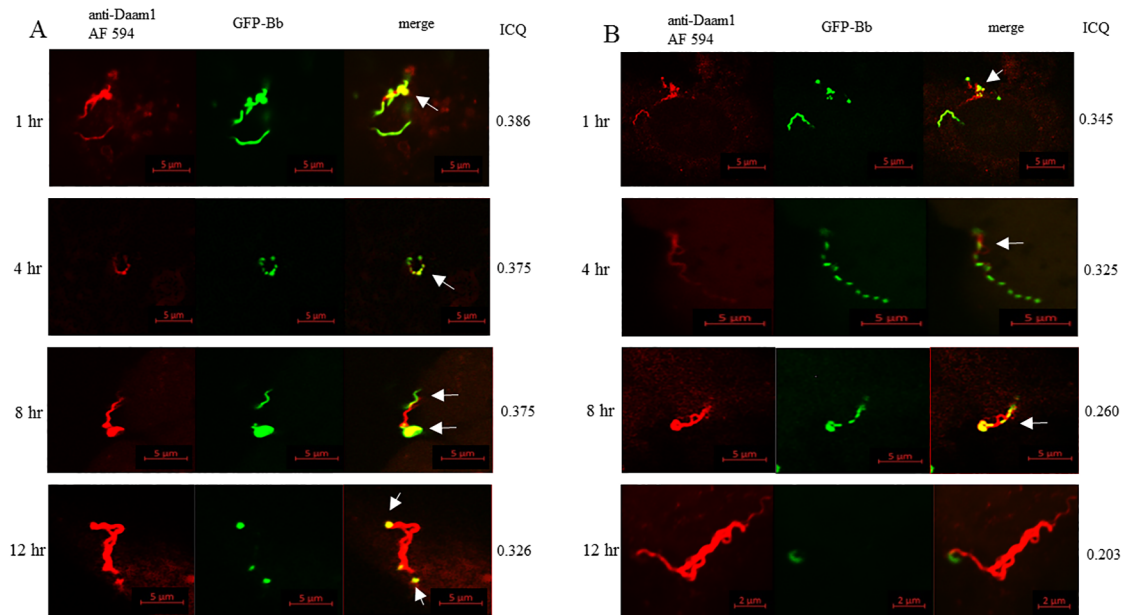 A
anti-Daam1
AF 594
GFP-Bb
merge
ICQ
1 hr
5 µm
5 µm
5 µm
0.386
4 hr
5 µm
5 µm
5 µm
0.375
8 hr
5 µm
5 µm
5 µm
0.375
12 hr
5 µm
5 µm
5 µm
0.326
B
anti-Daam1
AF 594
GFP-Bb
merge
ICQ
1 hr
5 µm
5 µm
5 µm
0.345
4 hr
5 µm
5 µm
5 µm
0.325
8 hr
5 µm
5 µm
5 µm
0.260
12 hr
2 µm
2 µm
2 µm
0.203